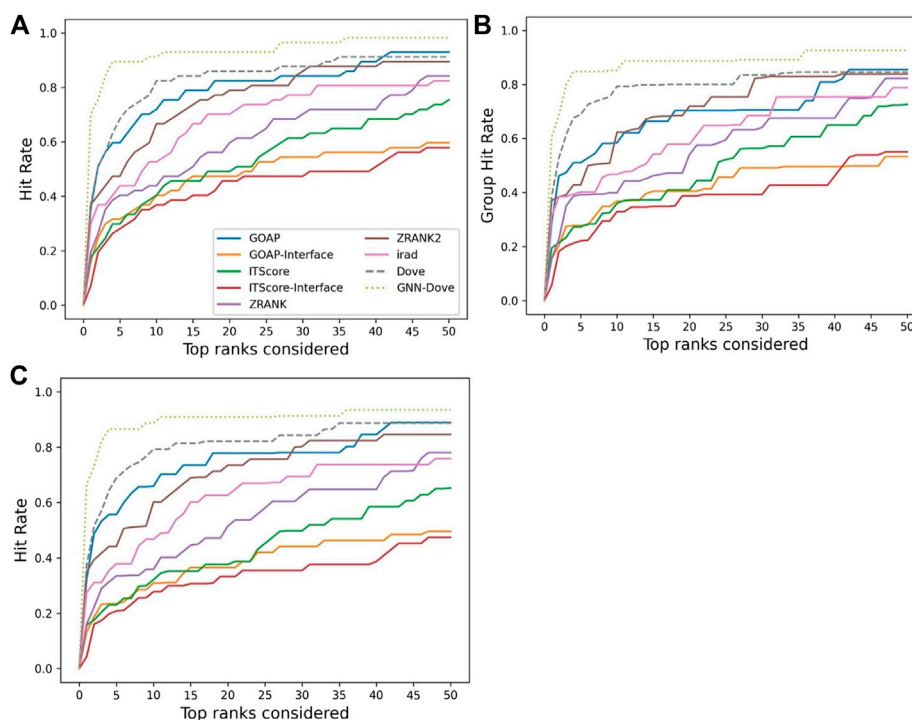 A
Hit Rate
1.0
0.8
0.6
0.4
0.2
0.0
GOAP
GOAP-Interface
ITScore
ITScore-Interface
ZRANK
ZRANK2
irad
Dove
GNN-Dove
0 5 10 15 20 25 30 35 40 45 50
Top ranks considered
B
Group Hit Rate
1.0
0.8
0.6
0.4
0.2
0.0
0 5 10 15 20 25 30 35 40 45 50
Top ranks considered
C
Hit Rate
1.0
0.8
0.6
0.4
0.2
0.0
0 5 10 15 20 25 30 35 40 45 50
Top ranks considered